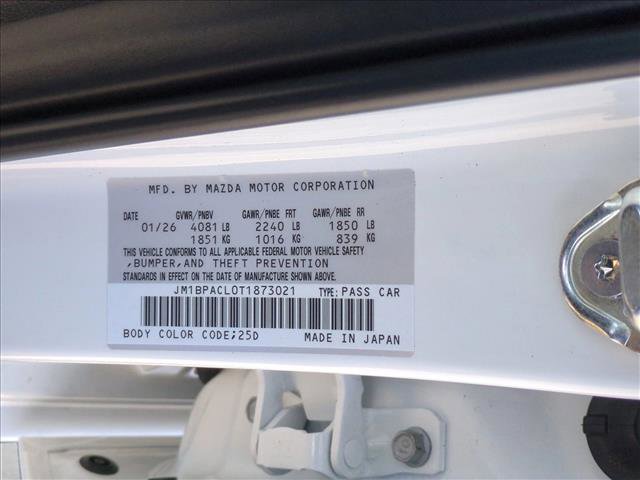 MFD. BY MAZDA MOTOR CORPORATION
DATE GVWR/PNBV GAWR/PNBE FRT GAWR/PNBE RR
01/26 4081 LB 2240 LB 1850 LB
1851 KG 1016 KG 839 KG
THIS VEHICLE CONFORMS TO ALL APPLICABLE FEDERAL MOTOR VEHICLE SAFETY
,BUMPER,AND THEFT PREVENTION
STANDARDS IN EFFECT ON THE DATE OF MANUFACTURE SHOWN ABOVE.
JM1BPACL0T1873021 TYPE: PASS CAR
BODY COLOR CODE;25D MADE IN JAPAN